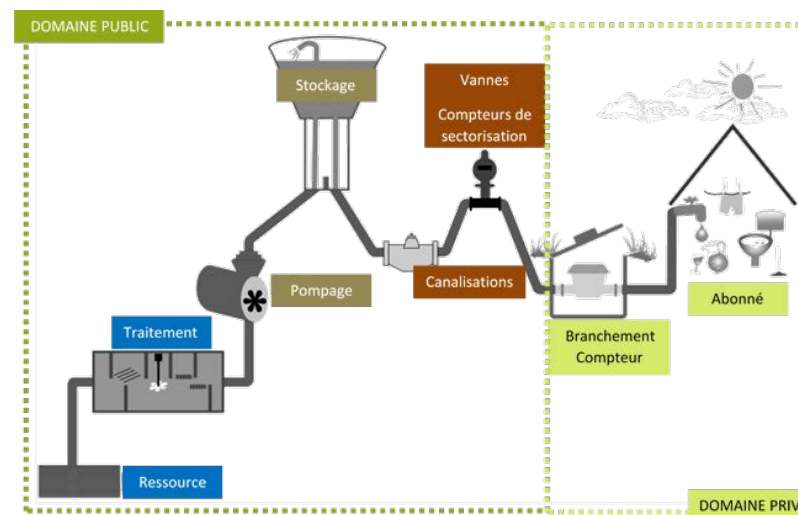 DOMAINE PUBLIC
Stockage
Vannes
Compteurs de
sectorisation
Pompage
Canalisations
Abonné
Traitement
Branchement
Compteur
Ressource
DOMAINE PRIV